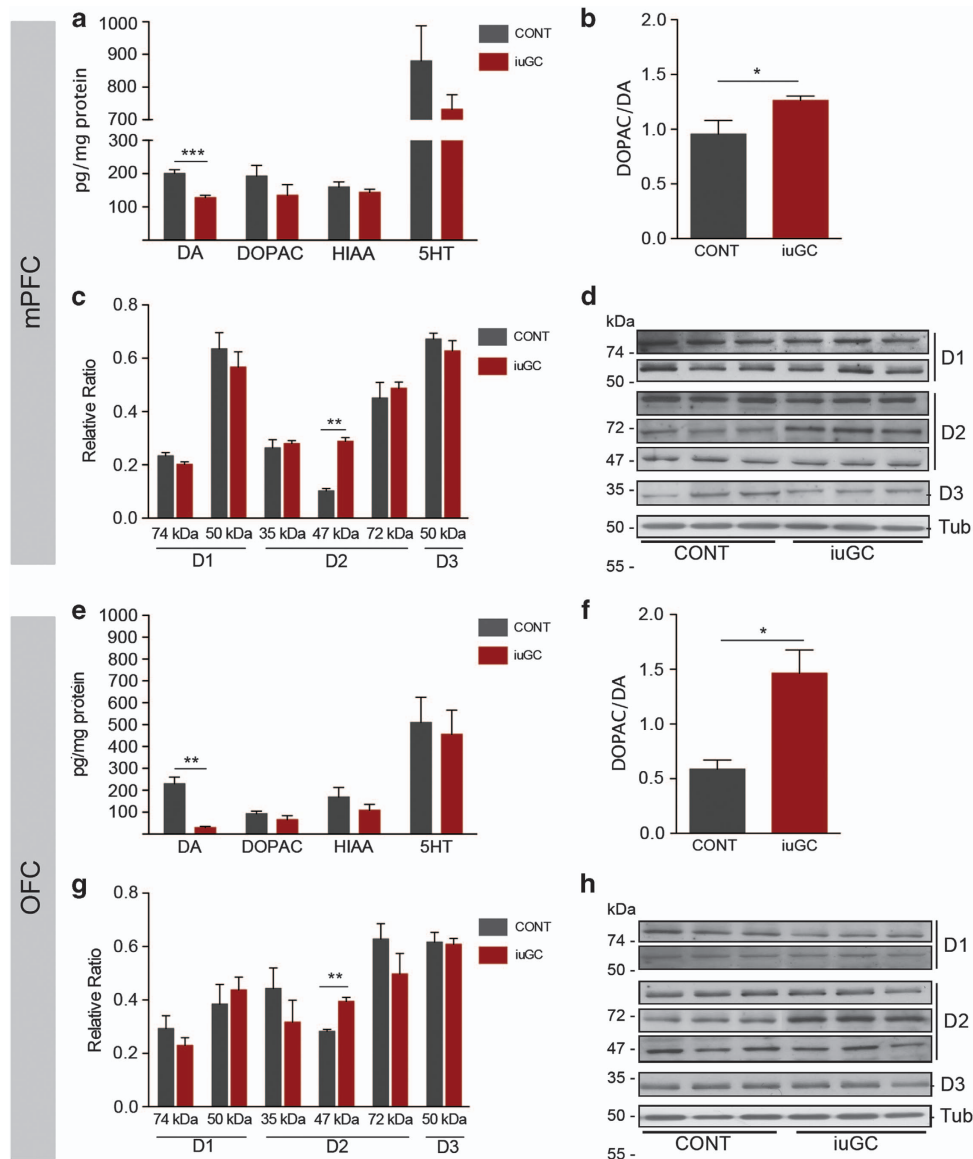 mPFC
a
pg/mg protein
1000
900
800
700
300
200
100
***
CONT
iuGC
DA DOPAC HIAA 5HT
b
DOPAC/DA
2.0
1.5
1.0
0.5
0.0
*
CONT iuGC
c
Relative Ratio
0.8
0.6
0.4
0.2
0.0
**
CONT
iuGC
74 kDa 50 kDa 35 kDa 47 kDa 72 kDa 50 kDa
D1 D2 D3
d
kDa
74 -
50 -
72 -
47 -
35 -
50 -
55 -
D1
D2
D3
Tub
CONT iuGC
OFC
e
pg/mg protein
1000
900
800
700
600
500
400
300
200
100
**
CONT
iuGC
DA DOPAC HIAA 5HT
f
DOPAC/DA
2.0
1.5
1.0
0.5
0.0
*
CONT iuGC
g
Relative Ratio
0.8
0.6
0.4
0.2
0.0
**
CONT
iuGC
74 kDa 50 kDa 35 kDa 47 kDa 72 kDa 50 kDa
D1 D2 D3
h
kDa
74 -
50 -
72 -
47 -
35 -
50 -
55 -
D1
D2
D3
Tub
CONT iuGC